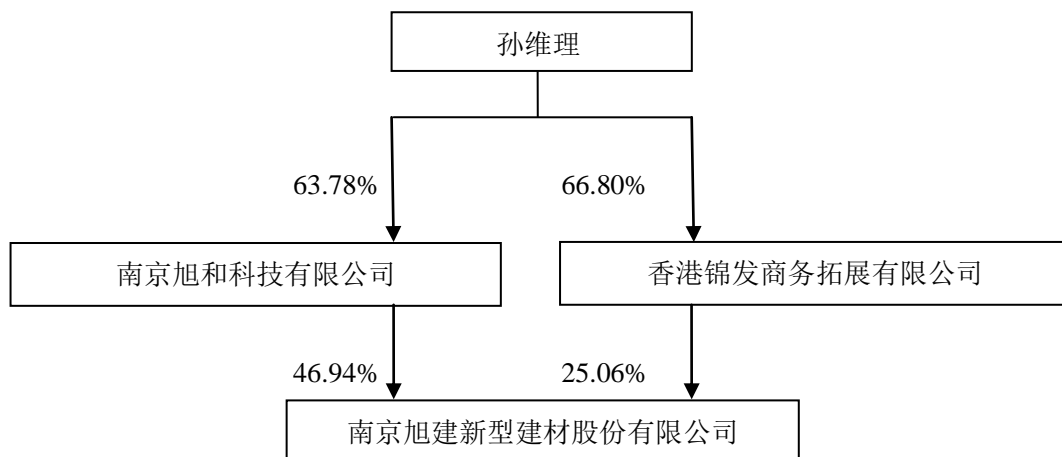 孙维理
63.78%
66.80%
南京旭和科技有限公司
香港锦发商务拓展有限公司
46.94%
25.06%
南京旭建新型建材股份有限公司